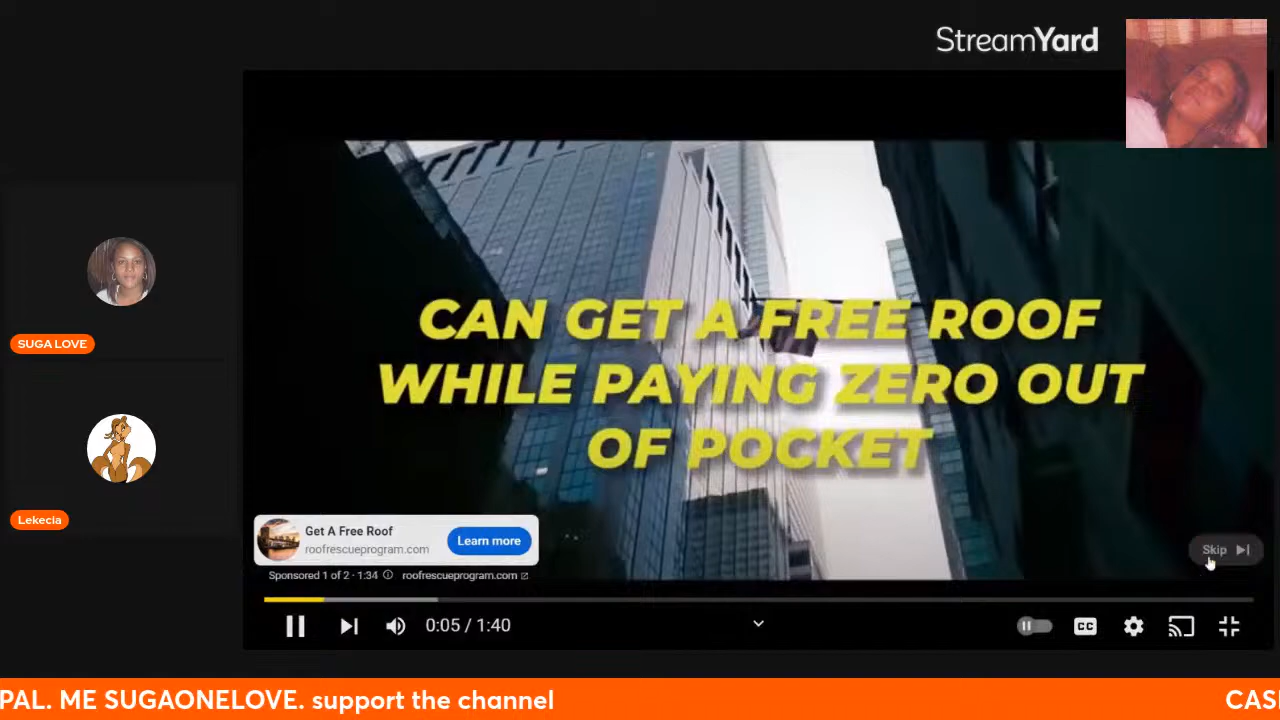 StreamYard
CAN GET A FREE ROOF
WHILE PAYING ZERO OUT
OF POCKET
SUGA LOVE
Lekecia
Get A Free Roof
roofrescueprogram.com
Learn more
Skip
Sponsored 1 of 2 · 1:34 roofrescueprogram.com
0:05 / 1:40
CC
PAL. ME SUGAONELOVE. support the channel
CAS